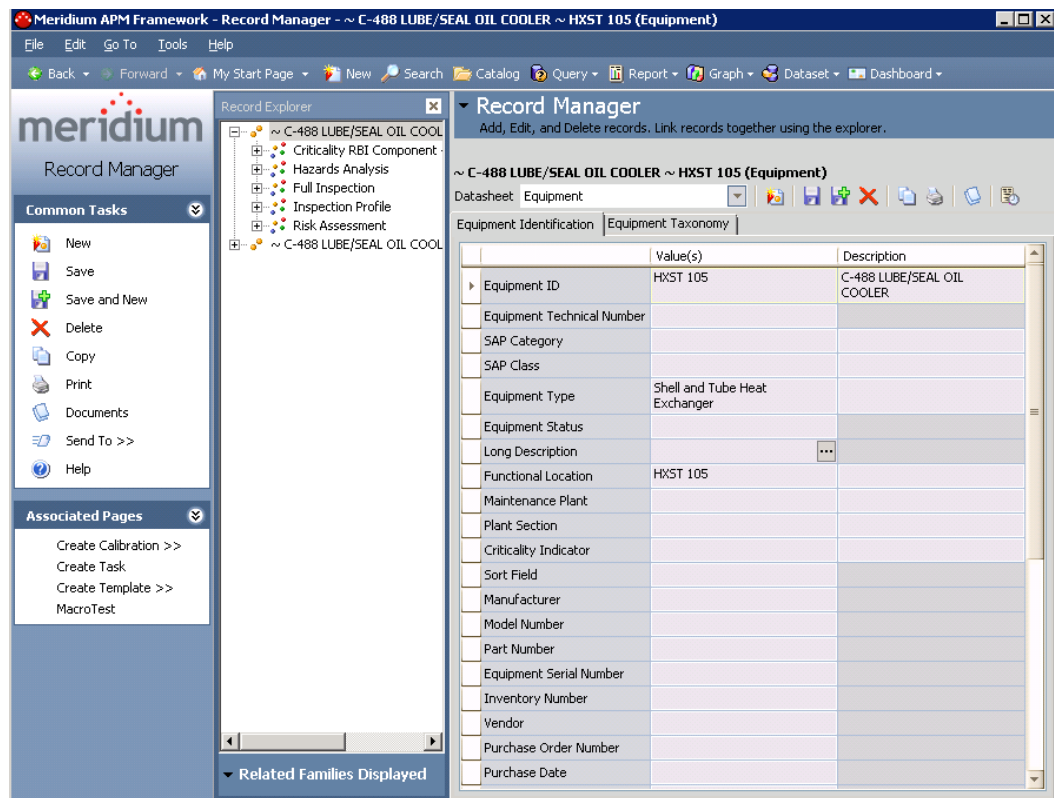 Meridium APM Framework - Record Manager - ~ C-488 LUBE/SEAL OIL COOLER ~ HXST 105 (Equipment)
File Edit Go To Tools Help
Back Forward My Start Page New Search Catalog Query Report Graph Dataset Dashboard
meridium
Record Manager
Common Tasks
New
Save
Save and New
Delete
Copy
Print
Documents
Send To >>
Help
Associated Pages
Create Calibration >>
Create Task
Create Template >>
MacroTest
Record Explorer
~ C-488 LUBE/SEAL OIL COOL
Criticality RBI Component -
Hazards Analysis
Full Inspection
Inspection Profile
Risk Assessment
~ C-488 LUBE/SEAL OIL COOL
Related Families Displayed
Record Manager
Add, Edit, and Delete records. Link records together using the explorer.
~ C-488 LUBE/SEAL OIL COOLER ~ HXST 105 (Equipment)
Datasheet Equipment
Equipment Identification Equipment Taxonomy
Value(s) Description
Equipment ID HXST 105 C-488 LUBE/SEAL OIL
COOLER
Equipment Technical Number
SAP Category
SAP Class
Equipment Type Shell and Tube Heat
Exchanger
Equipment Status
Long Description ...
Functional Location HXST 105
Maintenance Plant
Plant Section
Criticality Indicator
Sort Field
Manufacturer
Model Number
Part Number
Equipment Serial Number
Inventory Number
Vendor
Purchase Order Number
Purchase Date